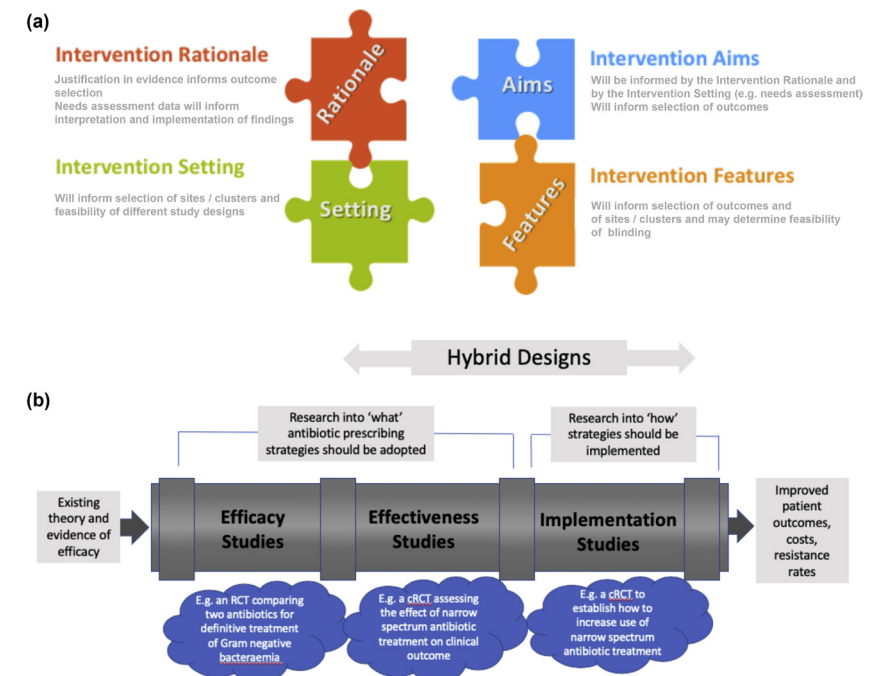 (a)
Intervention Rationale
Justification in evidence informs outcome
selection
Needs assessment data will inform
interpretation and implementation of findings
Rationale
Aims
Intervention Aims
Will be informed by the Intervention Rationale and
by the Intervention Setting (e.g. needs assessment)
Will inform selection of outcomes
Intervention Setting
Will inform selection of sites / clusters and
feasibility of different study designs
Setting
Features
Intervention Features
Will inform selection of outcomes and
of sites / clusters and may determine feasibility
of blinding
Hybrid Designs
(b)
Research into ‘what’
antibiotic prescribing
strategies should be adopted
Research into ‘how’
strategies should be
implemented
Existing
theory and
evidence of
efficacy
Efficacy
Studies
Effectiveness
Studies
Implementation
Studies
Improved
patient
outcomes,
costs,
resistance
rates
E.g. an RCT comparing
two antibiotics for
definitive treatment
of Gram negative
bacteraemia
E.g. a cRCT assessing
the effect of narrow
spectrum antibiotic
treatment on clinical
outcome
E.g. a cRCT to
establish how to
increase use of
narrow spectrum
antibiotic treatment